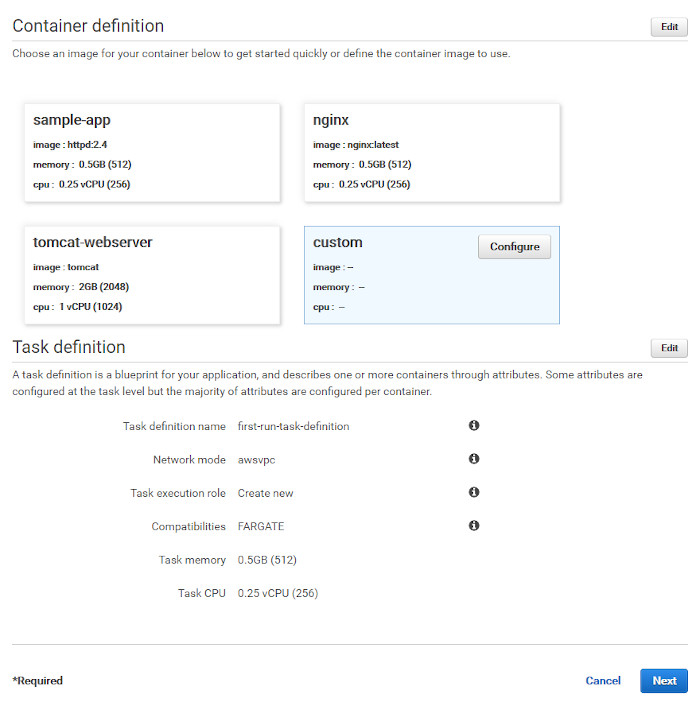 Container definition
Edit
Choose an image for your container below to get started quickly or define the container image to use.
sample-app
image : httpd:2.4
memory : 0.5GB (512)
cpu : 0.25 vCPU (256)
nginx
image : nginx:latest
memory : 0.5GB (512)
cpu : 0.25 vCPU (256)
tomcat-webserver
image : tomcat
memory : 2GB (2048)
cpu : 1 vCPU (1024)
custom
Configure
image : --
memory : --
cpu : --
Task definition
Edit
A task definition is a blueprint for your application, and describes one or more containers through attributes. Some attributes are
configured at the task level but the majority of attributes are configured per container.
Task definition name first-run-task-definition
Network mode awsvpc
Task execution role Create new
Compatibilities FARGATE
Task memory 0.5GB (512)
Task CPU 0.25 vCPU (256)
*Required
Cancel
Next